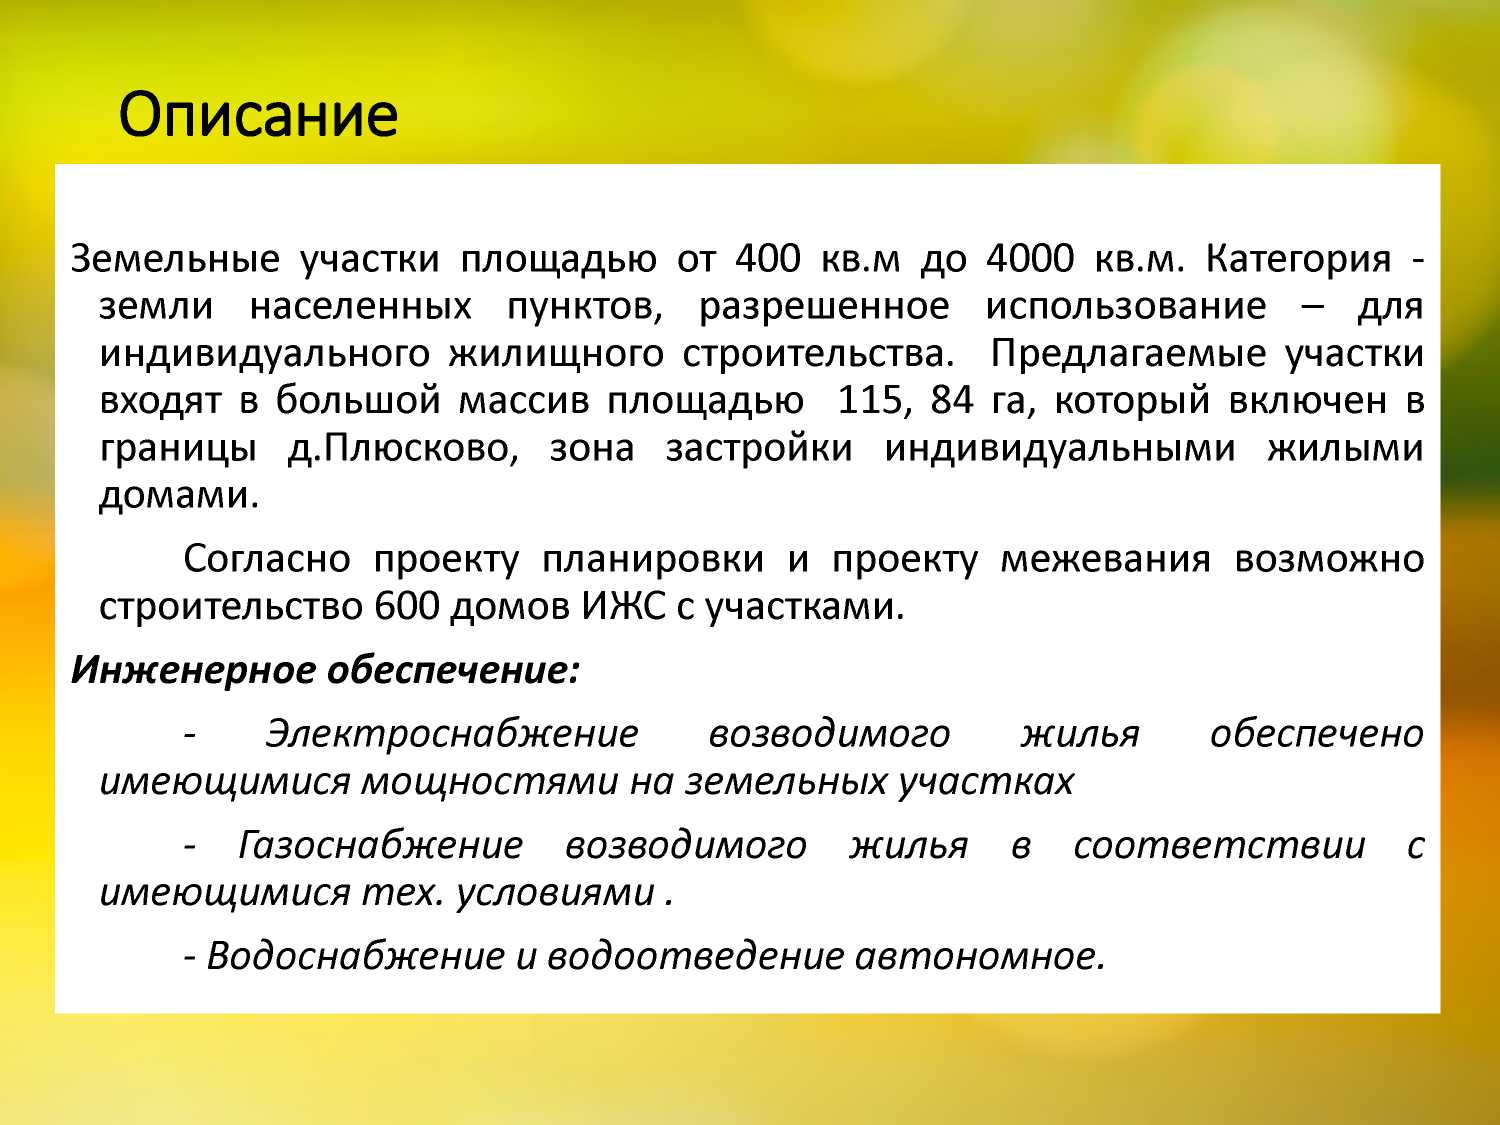 Описание
Земельные участки площадью от 400 кв.м до 4000 кв.м. Категория -
земли населенных пунктов, разрешенное использование – для
индивидуального жилищного строительства. Предлагаемые участки
входят в большой массив площадью 115, 84 га, который включен в
границы д.Плюсково, зона застройки индивидуальными жилыми
домами.
Согласно проекту планировки и проекту межевания возможно
строительство 600 домов ИЖС с участками.
Инженерное обеспечение:
- Электроснабжение возводимого жилья обеспечено
имеющимися мощностями на земельных участках
- Газоснабжение возводимого жилья в соответствии с
имеющимися тех. условиями .
- Водоснабжение и водоотведение автономное.